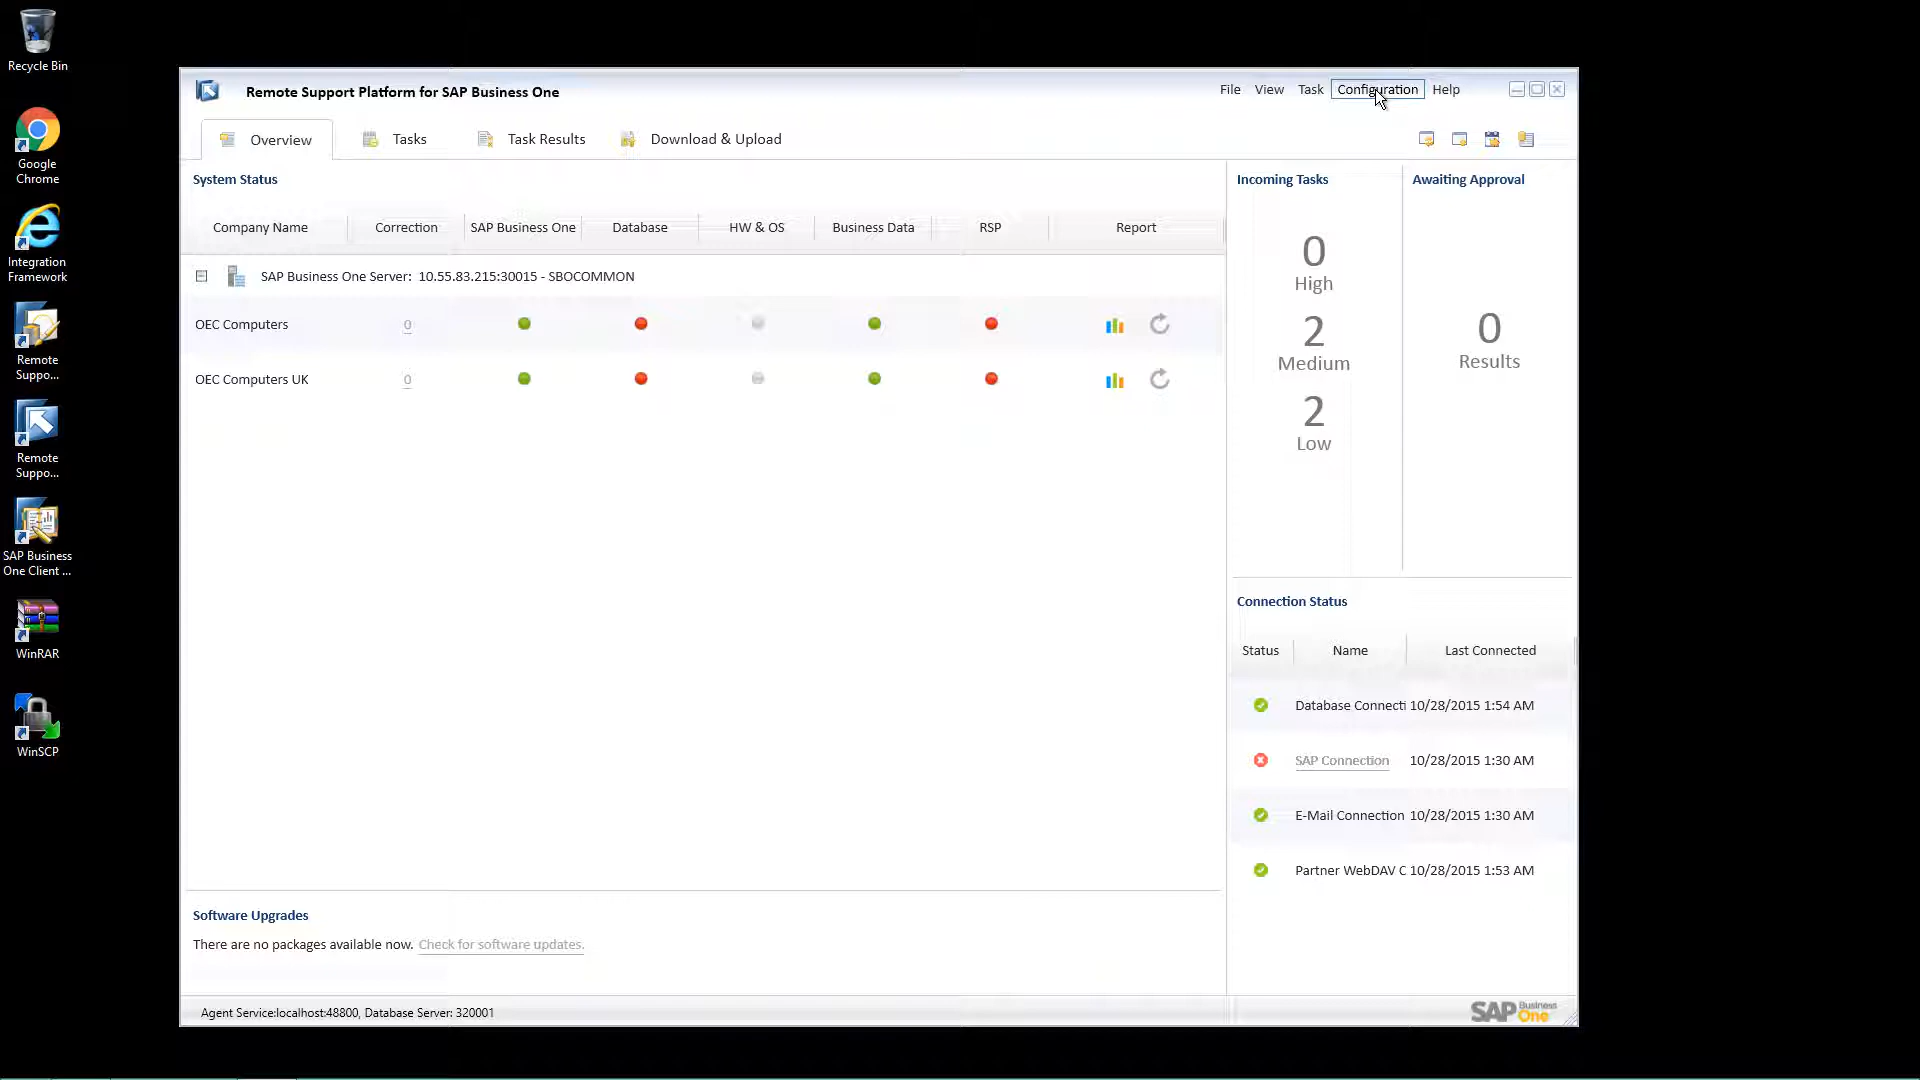 Recycle Bin
Google
Chrome
Integration
Framework
Remote
Suppo...
Remote
Suppo...
SAP Business
One Client ...
WinRAR
WinSCP
Remote Support Platform for SAP Business One
File View Task Configuration Help
Overview Tasks Task Results Download & Upload
System Status
Company Name Correction SAP Business One Database HW & OS Business Data RSP Report
SAP Business One Server: 10.55.83.215:30015 - SBOCOMMON
OEC Computers 0
OEC Computers UK 0
Incoming Tasks
0
High
2
Medium
2
Low
Awaiting Approval
0
Results
Connection Status
Status Name Last Connected
Database Connecti 10/28/2015 1:54 AM
SAP Connection 10/28/2015 1:30 AM
E-Mail Connection 10/28/2015 1:30 AM
Partner WebDAV C 10/28/2015 1:53 AM
Software Upgrades
There are no packages available now. Check for software updates.
Agent Service:localhost:48800, Database Server: 320001
SAP Business One